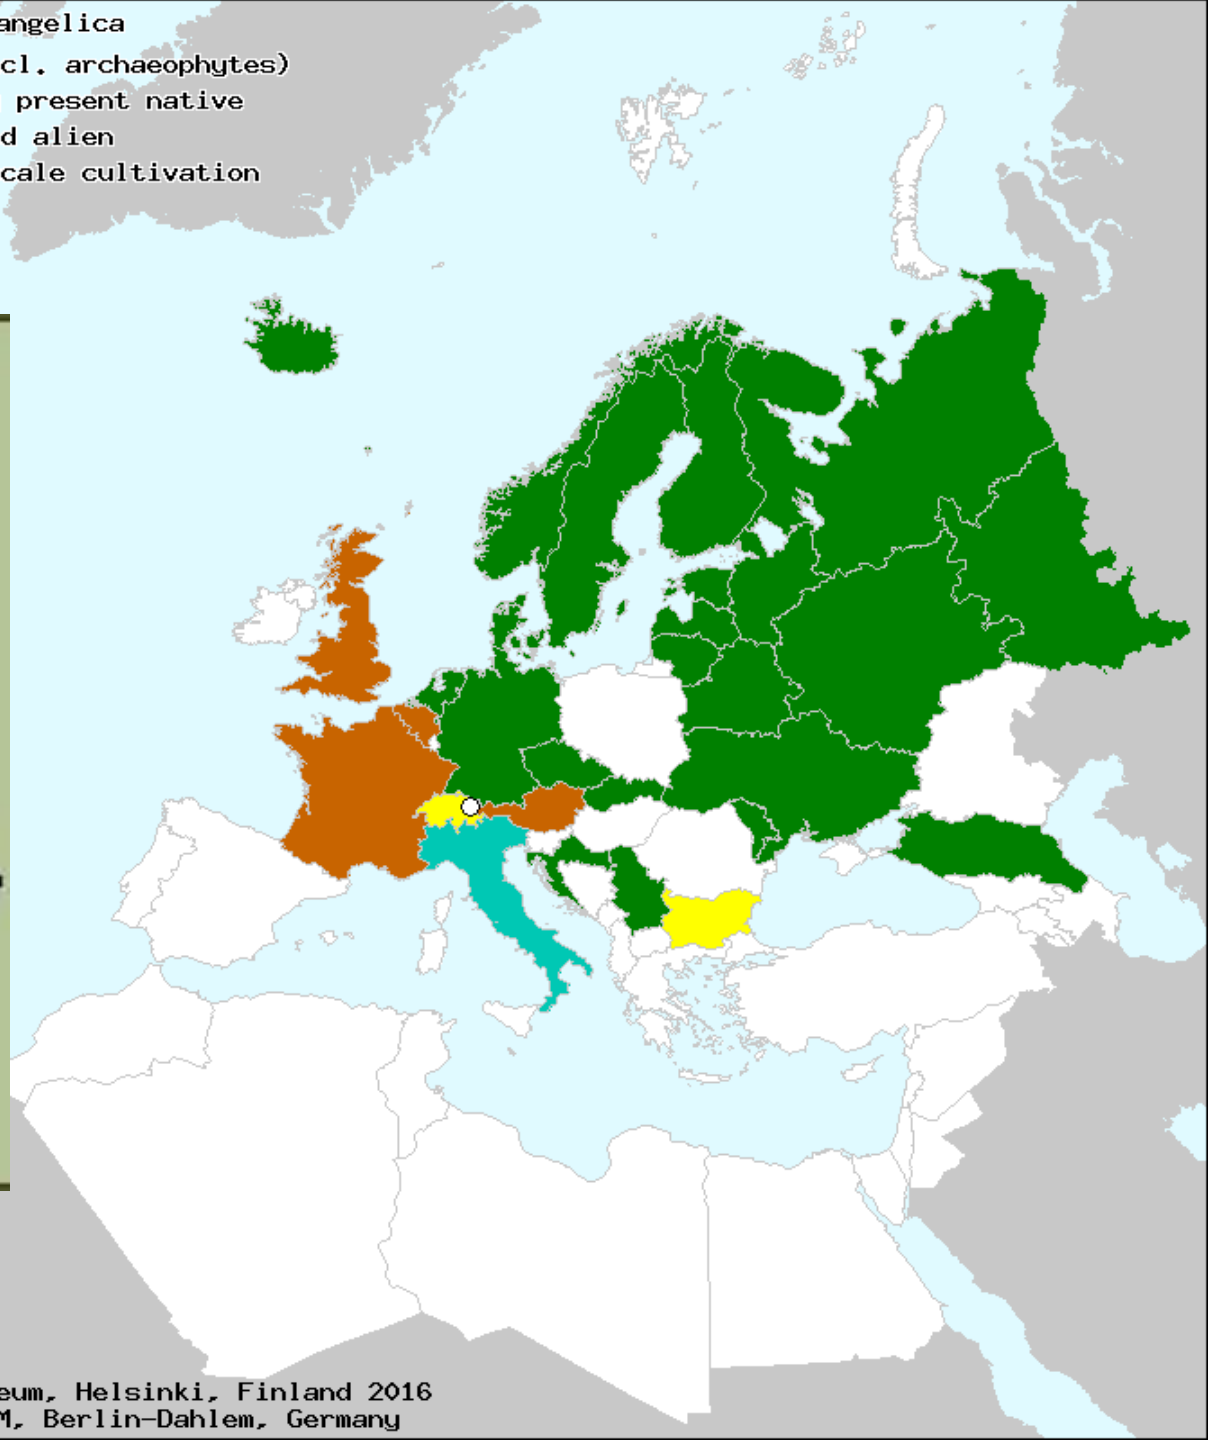 angelica
cl. archaeophytes)
present native
d alien
cale cultivation
eum, Helsinki, Finland 2016
M, Berlin-Dahlem, Germany